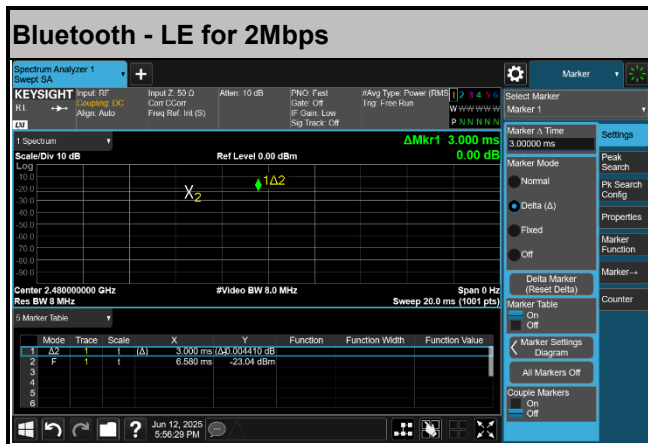 Bluetooth - LE for 2Mbps
Spectrum Analyzer 1
Swept SA
+
Marker
KEYSIGHT
RL
LXI
Input: RF
Coupling: DC
Align: Auto
Input Z: 50 Ω
Corr CCorr
Freq Ref: Int (S)
Atten: 10 dB
PNO: Fast
Gate: Off
IF Gain: Low
Sig Track: Off
#Avg Type: Power (RMS
Trig: Free Run
1 2 3 4 5 6
W W W W W W
P N N N N N
Select Marker
Marker 1
1 Spectrum
ΔMkr1 3.000 ms
Scale/Div 10 dB
Ref Level 0.00 dBm
0.00 dB
Log
-10.0
-20.0
-30.0
-40.0
-50.0
-60.0
-70.0
-80.0
-90.0
1Δ2
X2
Center 2.480000000 GHz
#Video BW 8.0 MHz
Span 0 Hz
Res BW 8 MHz
Sweep 20.0 ms (1001 pts)
5 Marker Table
Mode Trace Scale X Y Function Function Width Function Value
1 Δ2 1 t (Δ) 3.000 ms (Δ) -0.004410 dB
2 F 1 t 6.580 ms -23.04 dBm
3
4
5
6
Marker Δ Time
3.00000 ms
Marker Mode
Normal
Delta (Δ)
Fixed
Off
Delta Marker
(Reset Delta)
Marker Table
On
Off
Marker Settings
Diagram
All Markers Off
Couple Markers
On
Off
Settings
Peak
Search
Pk Search
Config
Properties
Marker
Function
Marker→
Counter
?
Jun 12, 2025
5:56:29 PM